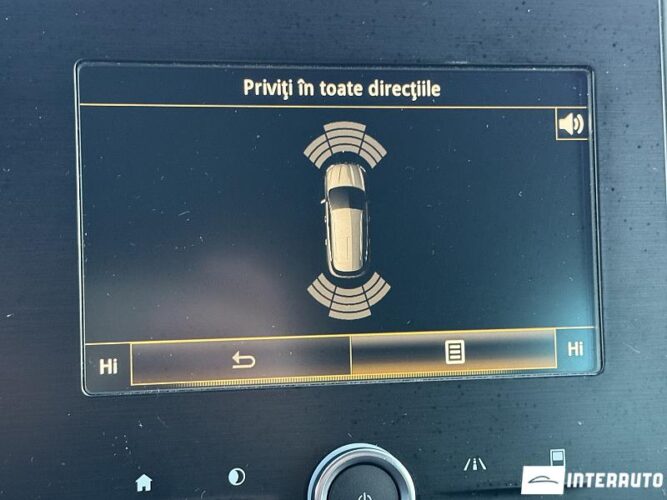 Priviţi în toate direcţiile
Hi
Hi
INTERAUTO